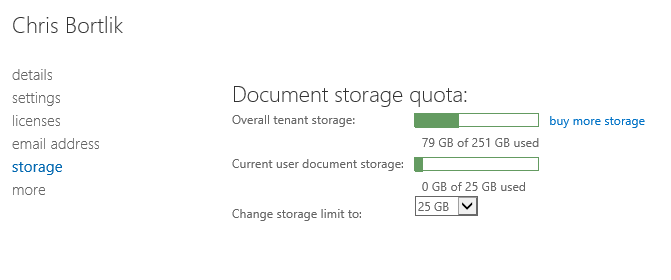 Chris Bortlik
details
settings
licenses
email address
storage
more
Document storage quota:
Overall tenant storage:
buy more storage
79 GB of 251 GB used
Current user document storage:
0 GB of 25 GB used
Change storage limit to:
25 GB